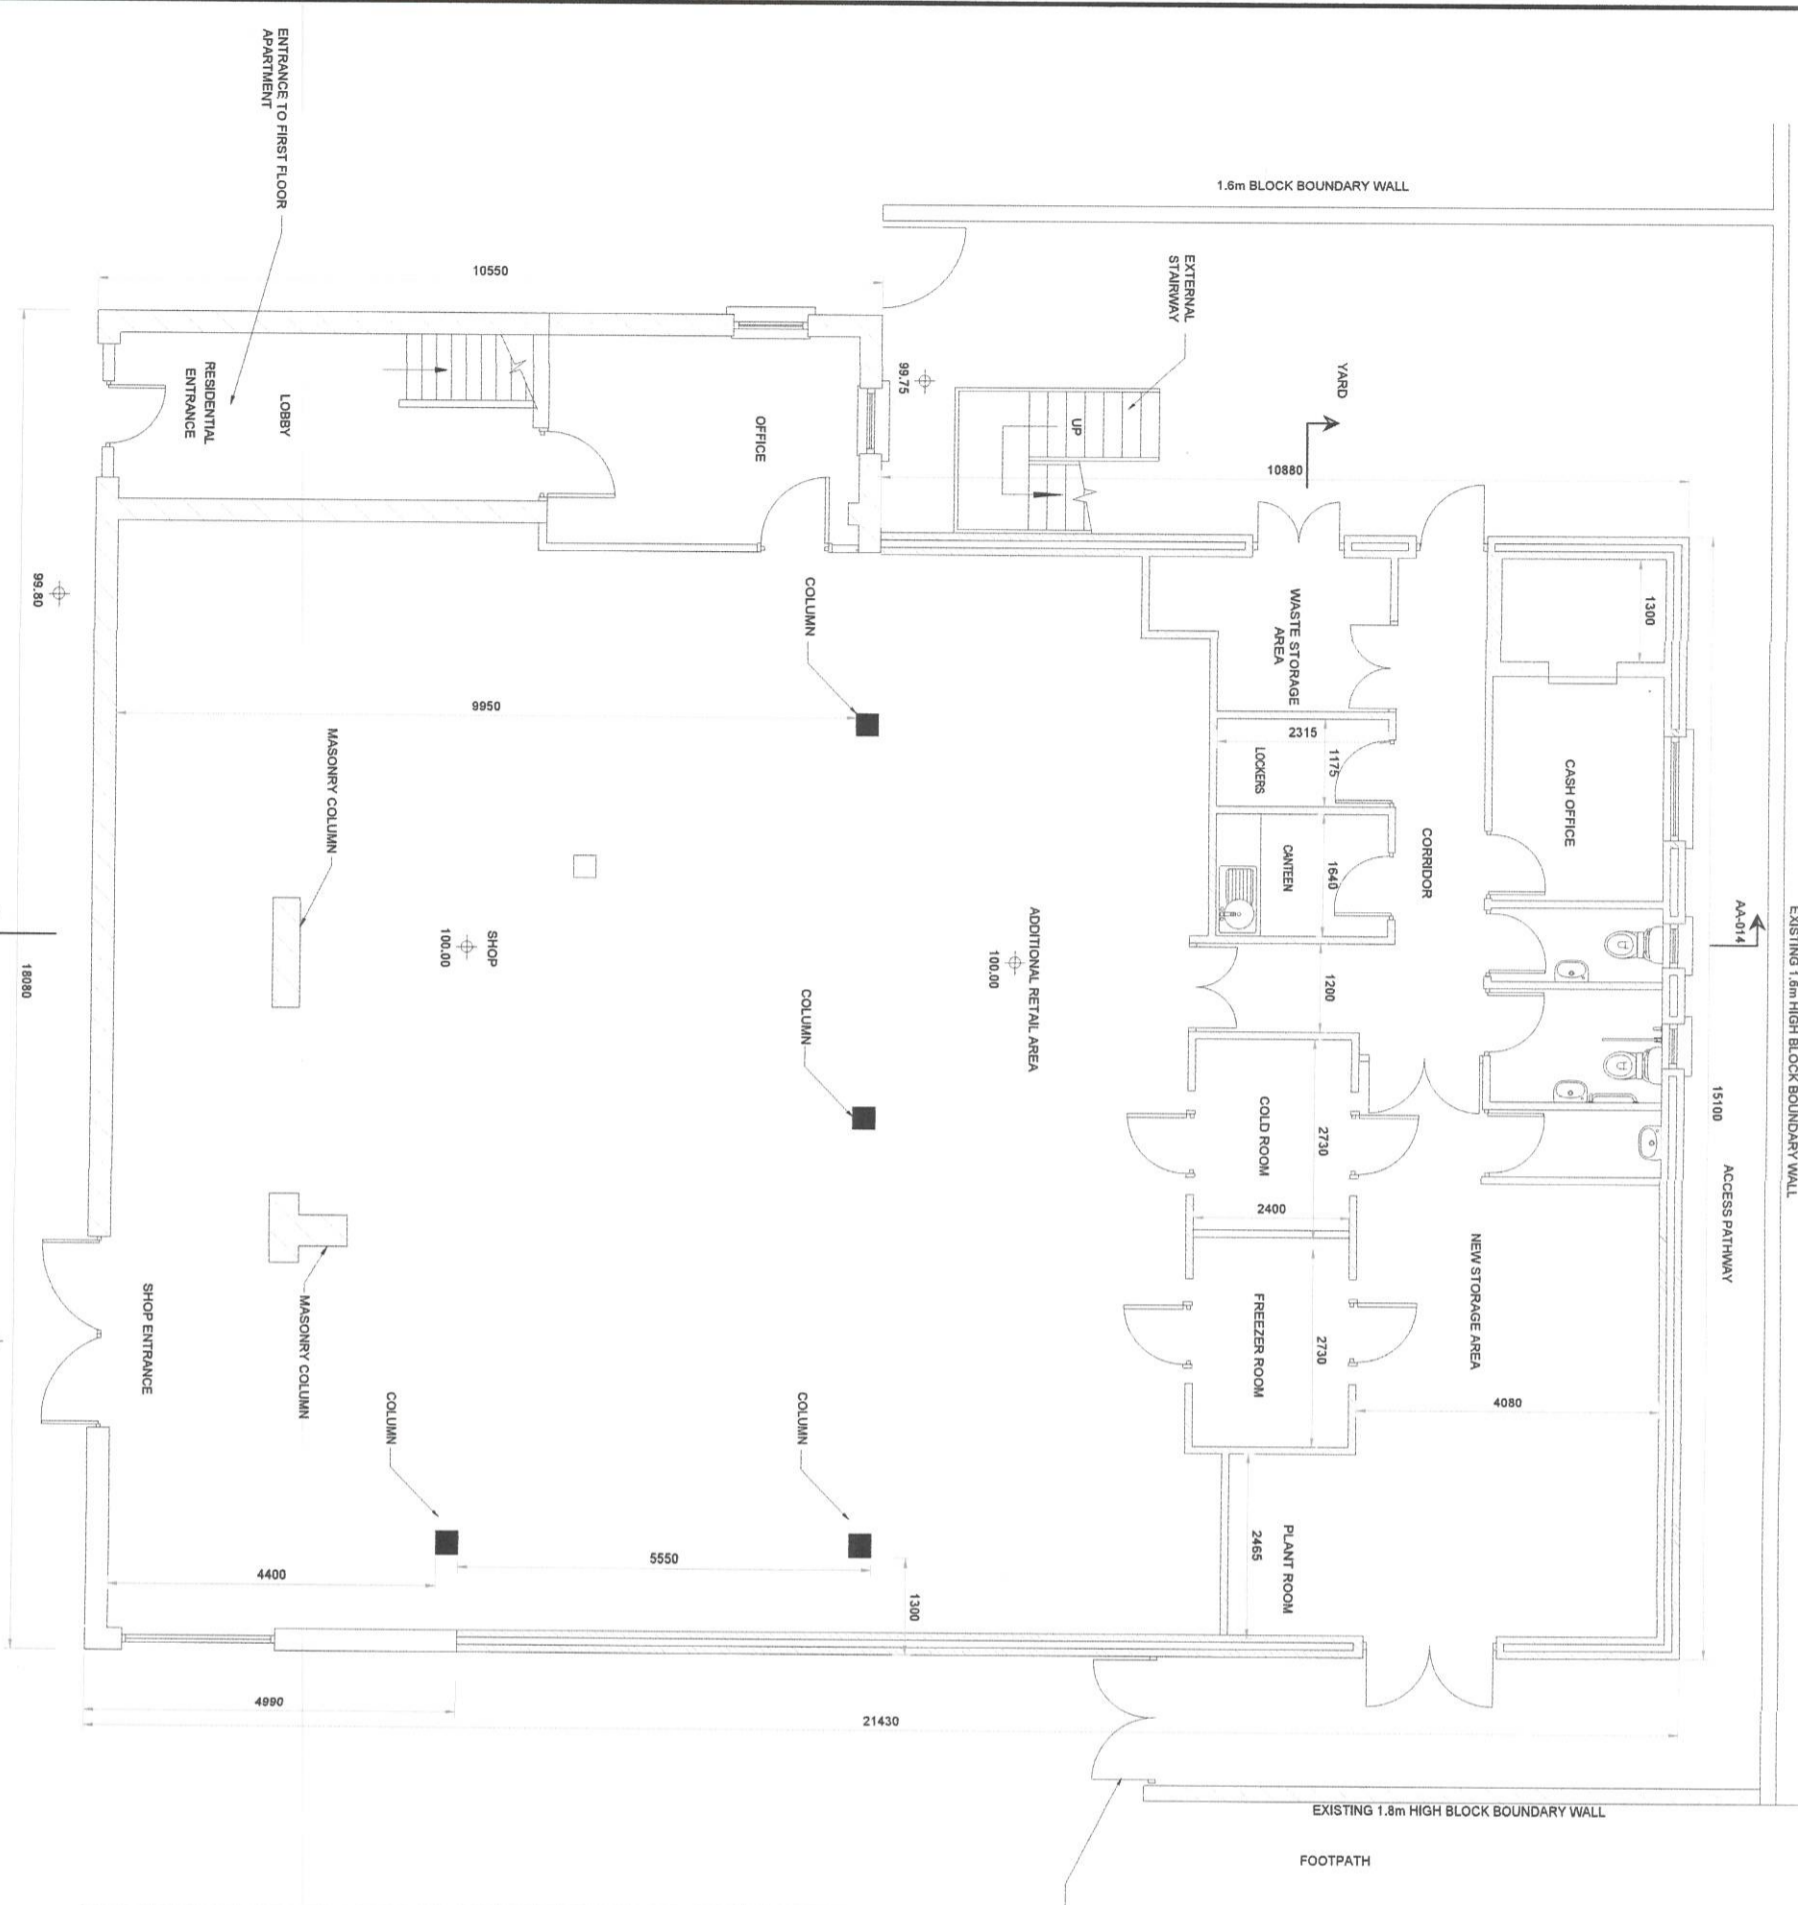 ENTRANCE TO FIRST FLOOR
APARTMENT
1.6m BLOCK BOUNDARY WALL
EXTERNAL
STAIRWAY
YARD
10550
99.75
UP
10880
RESIDENTIAL
ENTRANCE
LOBBY
OFFICE
99.80
COLUMN
WASTE STORAGE
AREA
1300
9950
MASONRY COLUMN
2315
1175
LOCKERS
CASH OFFICE
CANTEEN
1640
CORRIDOR
AA-014
EXISTING 1.6m HIGH BLOCK BOUNDARY WALL
SHOP
100.00
ADDITIONAL RETAIL AREA
100.00
18080
1200
COLUMN
COLD ROOM
2730
2400
15100
ACCESS PATHWAY
NEW STORAGE AREA
SHOP ENTRANCE
MASONRY COLUMN
FREEZER ROOM
2730
4080
COLUMN
COLUMN
PLANT ROOM
2465
4400
5550
1300
4990
21430
EXISTING 1.8m HIGH BLOCK BOUNDARY WALL
FOOTPATH